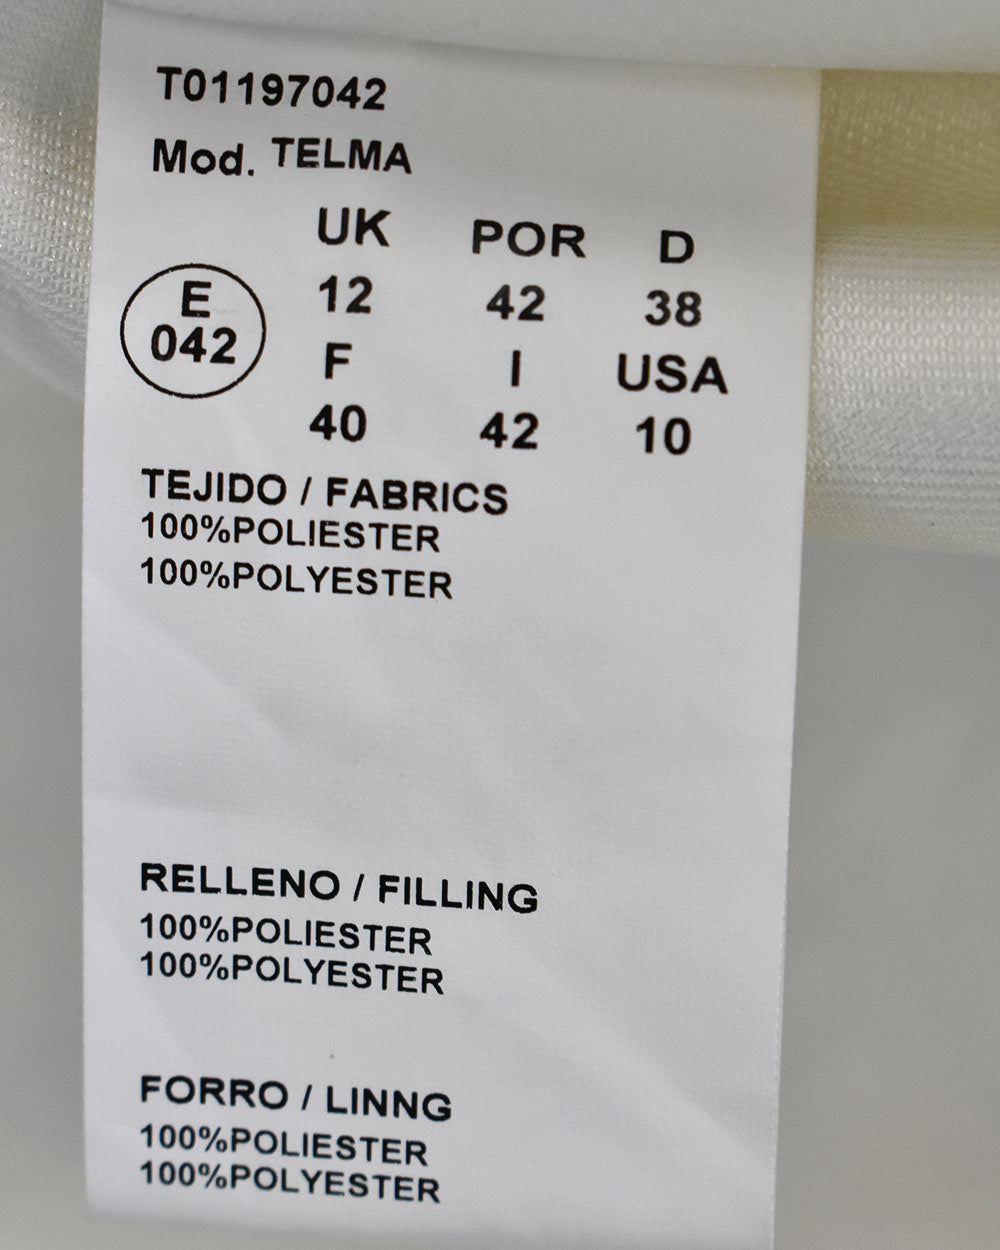 T01197042
Mod. TELMA
UK POR D
E 12 42 38
042 F I USA
40 42 10
TEJIDO / FABRICS
100%POLIESTER
100%POLYESTER
RELLENO / FILLING
100%POLIESTER
100%POLYESTER
FORRO / LINNG
100%POLIESTER
100%POLYESTER